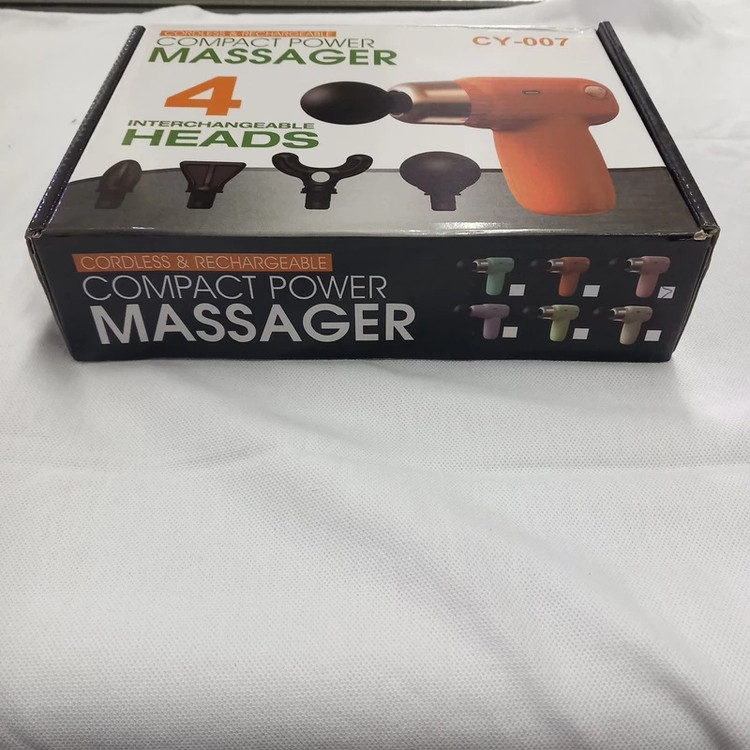 CORDLESS & RECHARGEABLE
COMPACT POWER
MASSAGER
CY-007
4
INTERCHANGEABLE
HEADS
CORDLESS & RECHARGEABLE
COMPACT POWER
MASSAGER